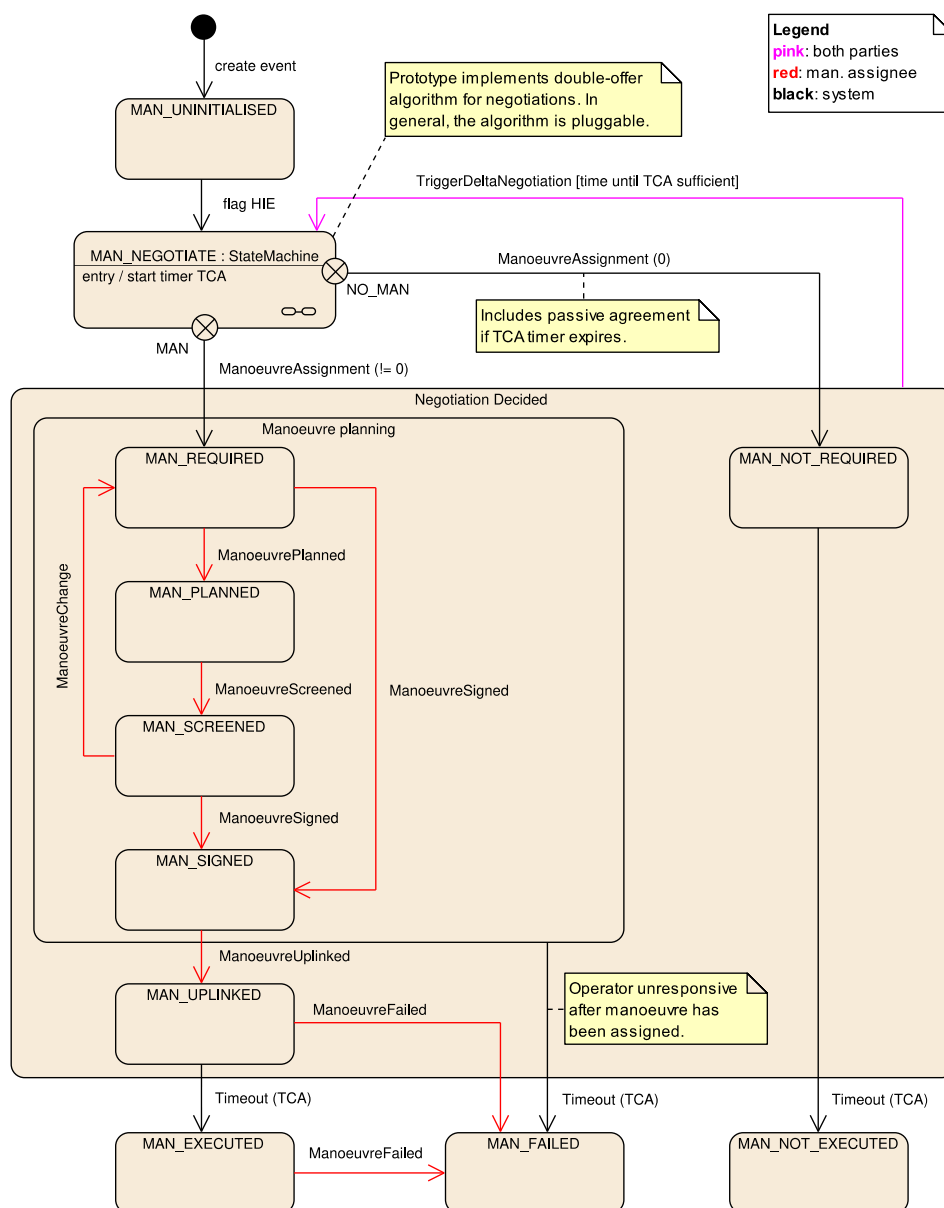 Legend
pink: both parties
red: man. assignee
black: system
create event
Prototype implements double-offer
algorithm for negotiations. In
general, the algorithm is pluggable.
MAN_UNINITIALISED
TriggerDeltaNegotiation [time until TCA sufficient]
flag HIE
MAN_NEGOTIATE : StateMachine
entry / start timer TCA
ManoeuvreAssignment (0)
NO_MAN
Includes passive agreement
if TCA timer expires.
MAN
ManoeuvreAssignment (!= 0)
Negotiation Decided
Manoeuvre planning
MAN_REQUIRED
MAN_NOT_REQUIRED
ManoeuvrePlanned
MAN_PLANNED
ManoeuvreChange
ManoeuvreScreened
ManoeuvreSigned
MAN_SCREENED
ManoeuvreSigned
MAN_SIGNED
ManoeuvreUplinked
MAN_UPLINKED
ManoeuvreFailed
Operator unresponsive
after manoeuvre has
been assigned.
Timeout (TCA)
Timeout (TCA)
Timeout (TCA)
MAN_EXECUTED
ManoeuvreFailed
MAN_FAILED
MAN_NOT_EXECUTED